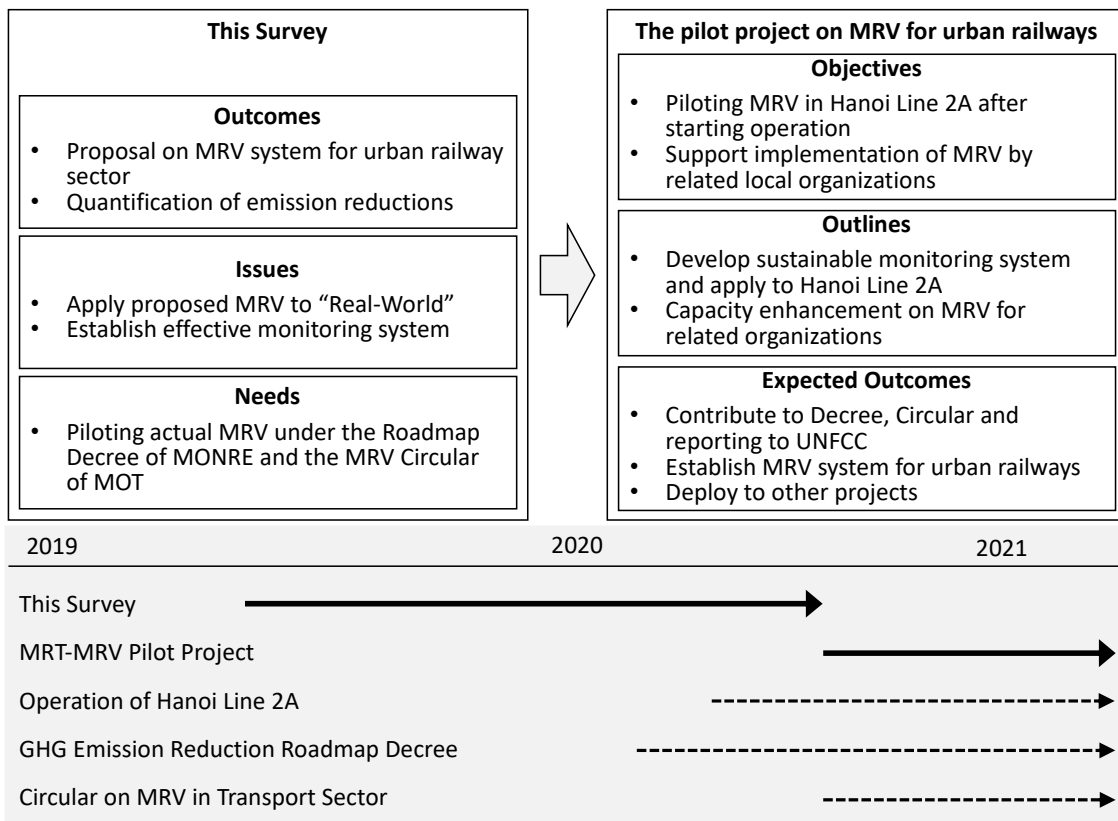 This Survey
Outcomes
• Proposal on MRV system for urban railway
sector
• Quantification of emission reductions
Issues
• Apply proposed MRV to “Real-World”
• Establish effective monitoring system
Needs
• Piloting actual MRV under the Roadmap
Decree of MONRE and the MRV Circular
of MOT
The pilot project on MRV for urban railways
Objectives
• Piloting MRV in Hanoi Line 2A after
starting operation
• Support implementation of MRV by
related local organizations
Outlines
• Develop sustainable monitoring system
and apply to Hanoi Line 2A
• Capacity enhancement on MRV for
related organizations
Expected Outcomes
• Contribute to Decree, Circular and
reporting to UNFCC
• Establish MRV system for urban railways
• Deploy to other projects
2019 2020 2021
This Survey
MRT-MRV Pilot Project
Operation of Hanoi Line 2A
GHG Emission Reduction Roadmap Decree
Circular on MRV in Transport Sector